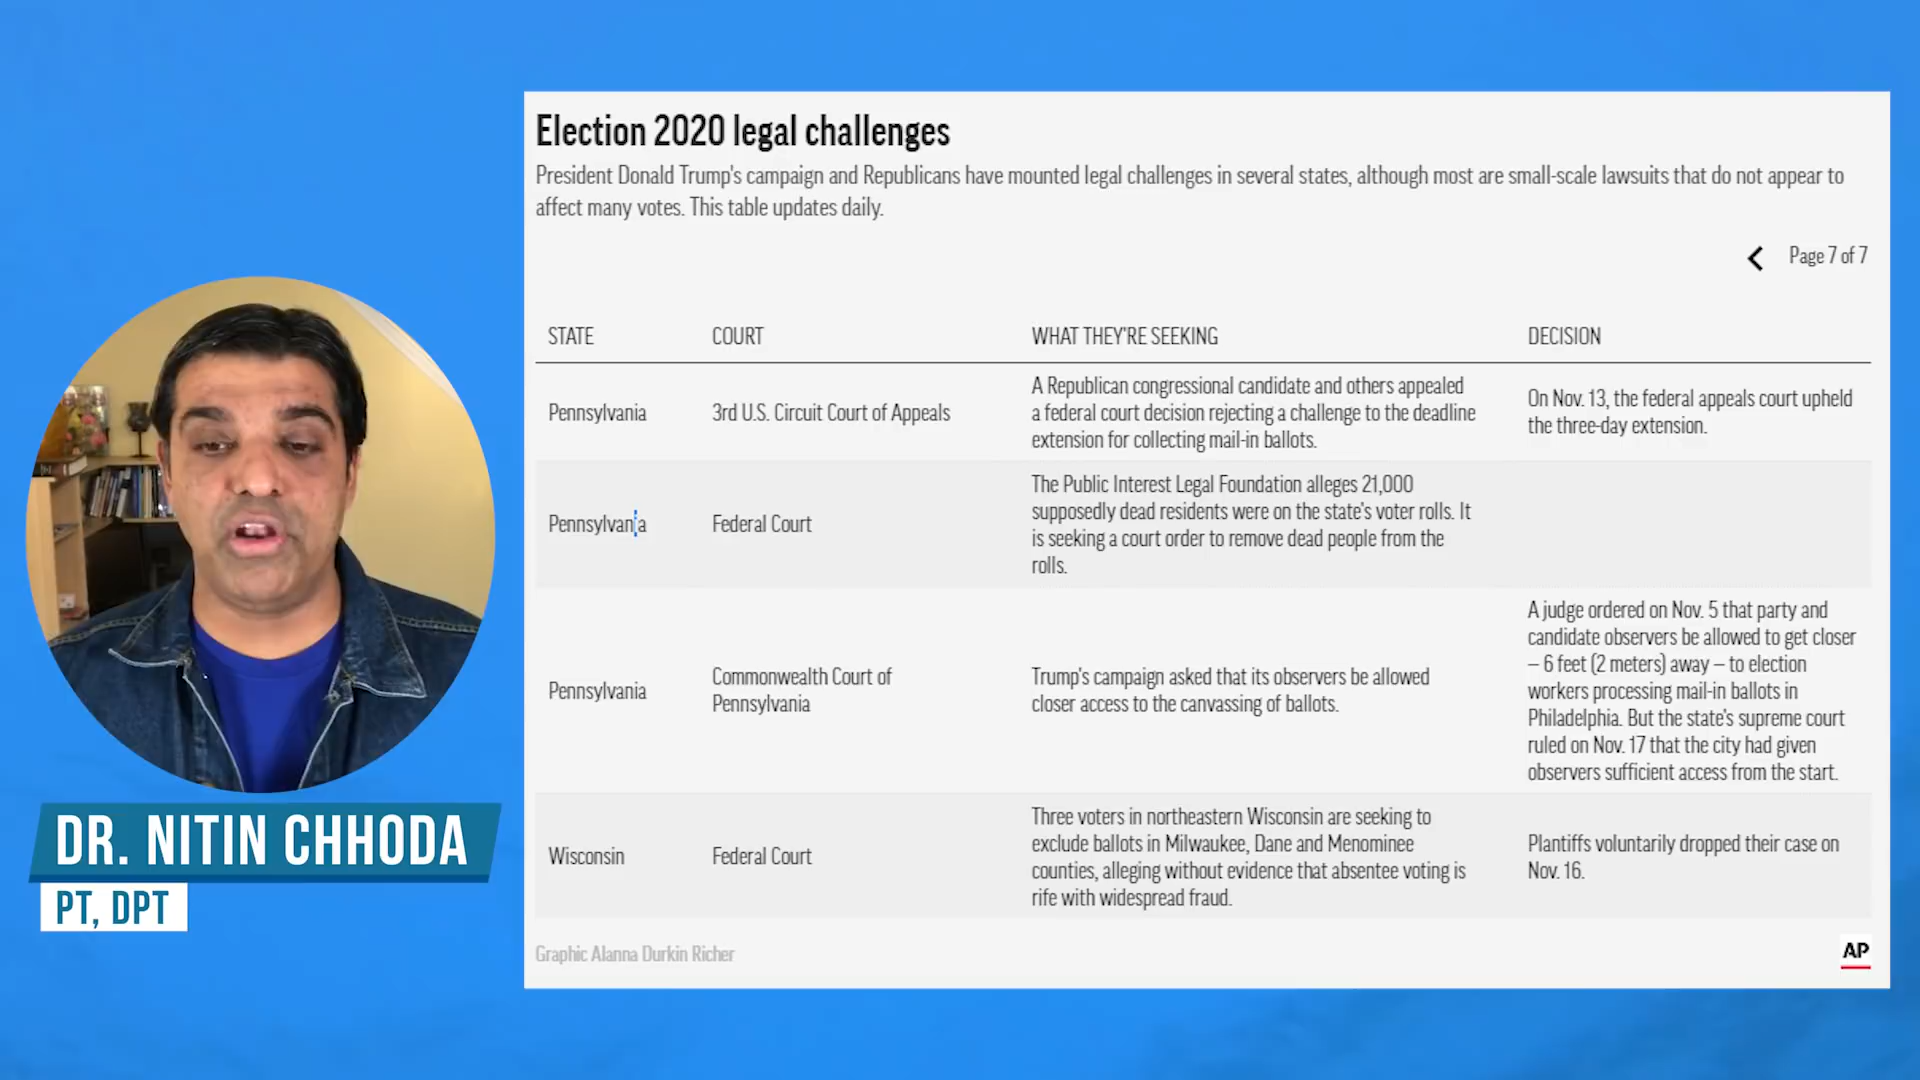 Election 2020 legal challenges
President Donald Trump's campaign and Republicans have mounted legal challenges in several states, although most are small-scale lawsuits that do not appear to
affect many votes. This table updates daily.
Page 7 of 7
STATE COURT WHAT THEY'RE SEEKING DECISION
Pennsylvania
3rd U.S. Circuit Court of Appeals
A Republican congressional candidate and others appealed
a federal court decision rejecting a challenge to the deadline
extension for collecting mail-in ballots.
On Nov. 13, the federal appeals court upheld
the three-day extension.
Pennsylvania
Federal Court
The Public Interest Legal Foundation alleges 21,000
supposedly dead residents were on the state's voter rolls. It
is seeking a court order to remove dead people from the
rolls.
Pennsylvania
Commonwealth Court of
Pennsylvania
Trump's campaign asked that its observers be allowed
closer access to the canvassing of ballots.
A judge ordered on Nov. 5 that party and
candidate observers be allowed to get closer
– 6 feet (2 meters) away – to election
workers processing mail-in ballots in
Philadelphia. But the state's supreme court
ruled on Nov. 17 that the city had given
observers sufficient access from the start.
Wisconsin
Federal Court
Three voters in northeastern Wisconsin are seeking to
exclude ballots in Milwaukee, Dane and Menominee
counties, alleging without evidence that absentee voting is
rife with widespread fraud.
Plantiffs voluntarily dropped their case on
Nov. 16.
Graphic Alanna Durkin Richer
AP
DR. NITIN CHHODA
PT, DPT